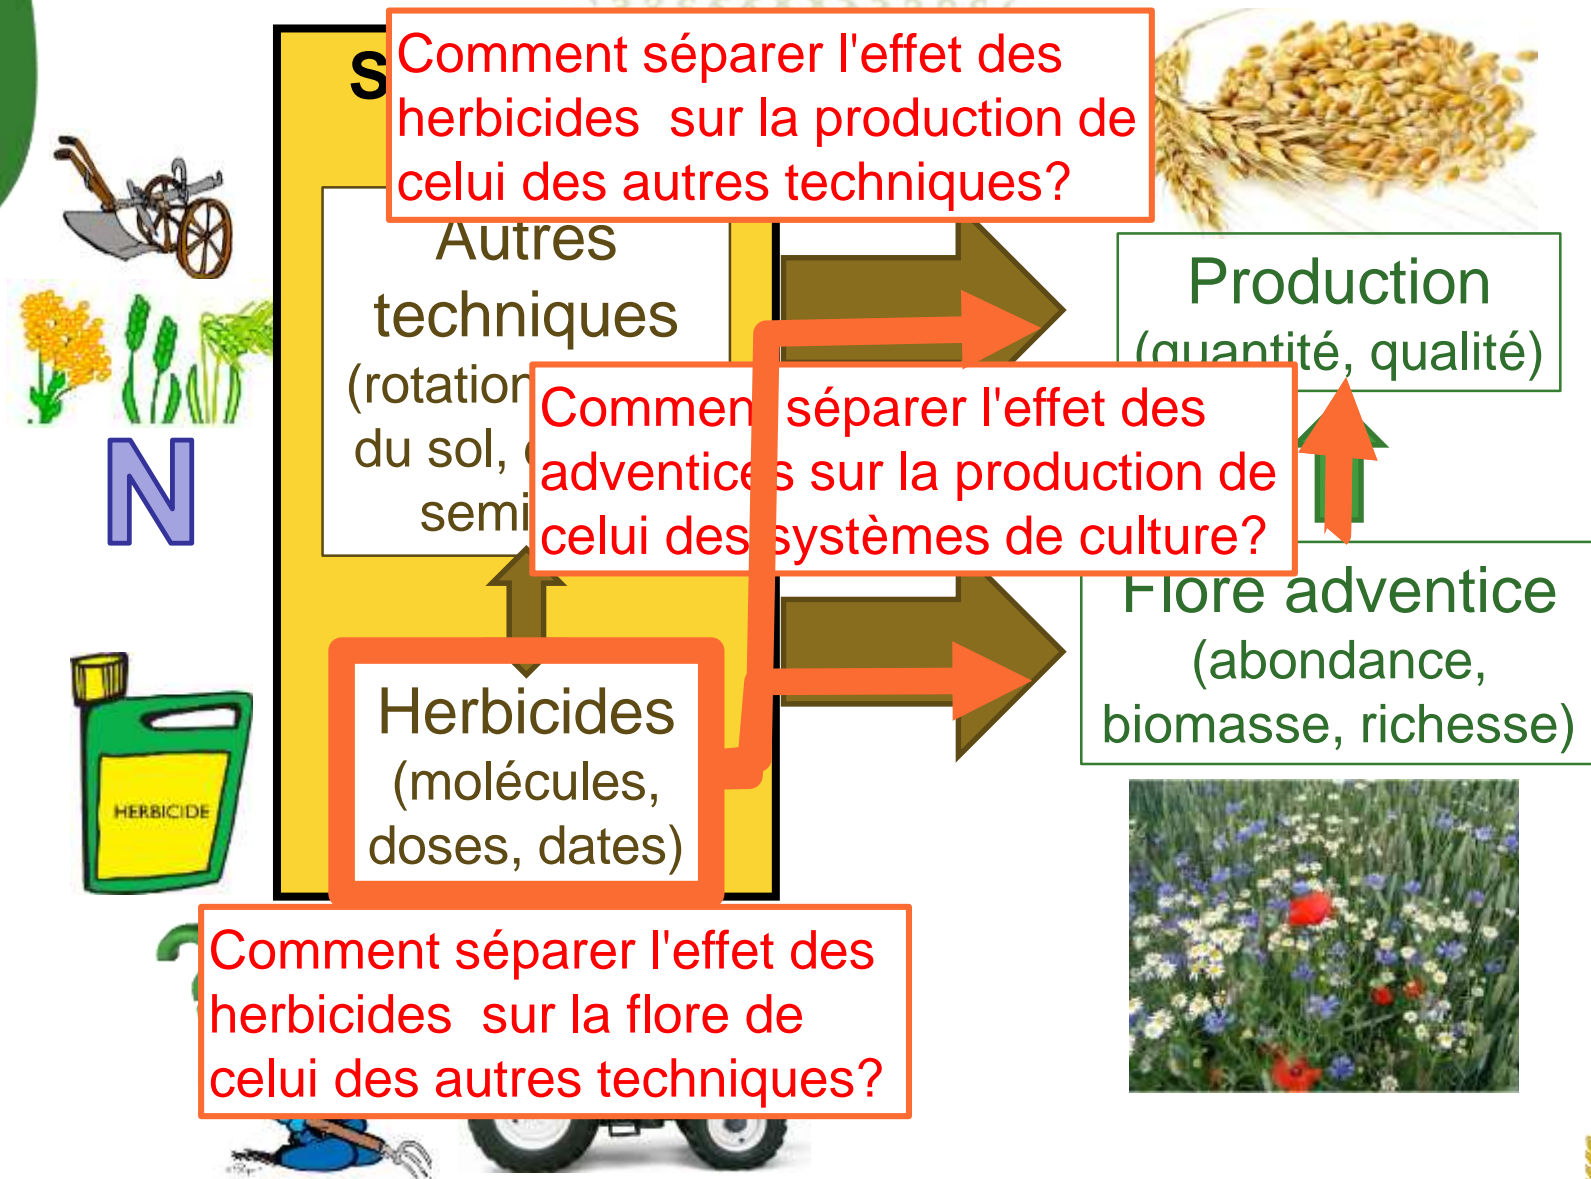 S
Comment séparer l'effet des
herbicides sur la production de
celui des autres techniques?
Autres
techniques
(rotation
du sol,
semi
Production
(quantité, qualité)
Comment séparer l'effet des
adventices sur la production de
celui des systèmes de culture?
N
Flore adventice
(abondance,
biomasse, richesse)
Herbicides
(molécules,
doses, dates)
HERBICIDE
Comment séparer l'effet des
herbicides sur la flore de
celui des autres techniques?